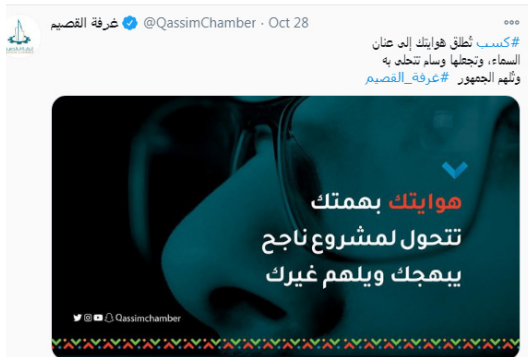 غرفة القصيم @QassimChamber · Oct 28
#كسب تُطلق هوايتك إلى عنان
السماء، وتجعلها وسام تتحلى به
وتُلهم الجمهور #غرفة_القصيم
هوايتك بهمتك
تتحول لمشروع ناجح
يبهجك ويلهم غيرك
Qassimchamber